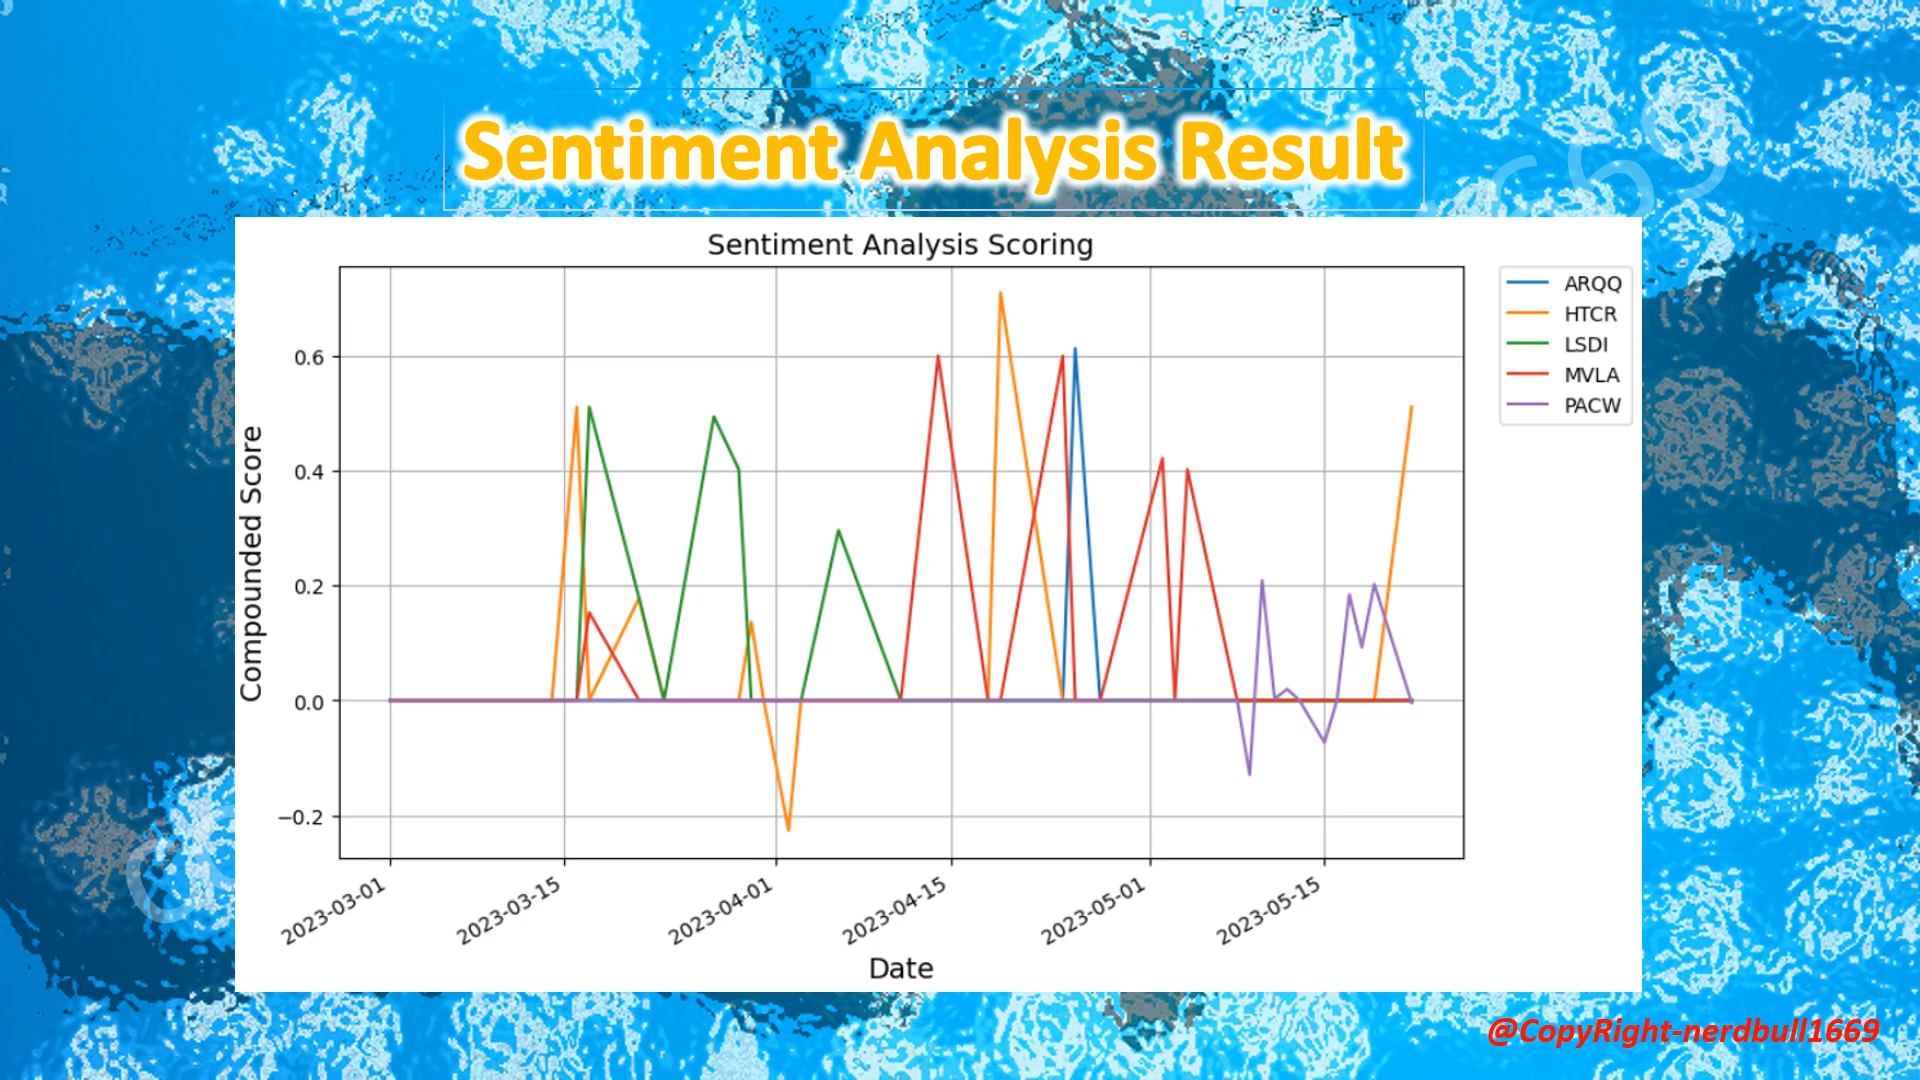 Sentiment Analysis Result
Sentiment Analysis Scoring
ARQQ
HTCR
LSDI
MVLA
PACW
Compounded Score
0.6
0.4
0.2
0.0
−0.2
2023-03-01
2023-03-15
2023-04-01
2023-04-15
2023-05-01
2023-05-15
Date
@CopyRight-nerdbull1669